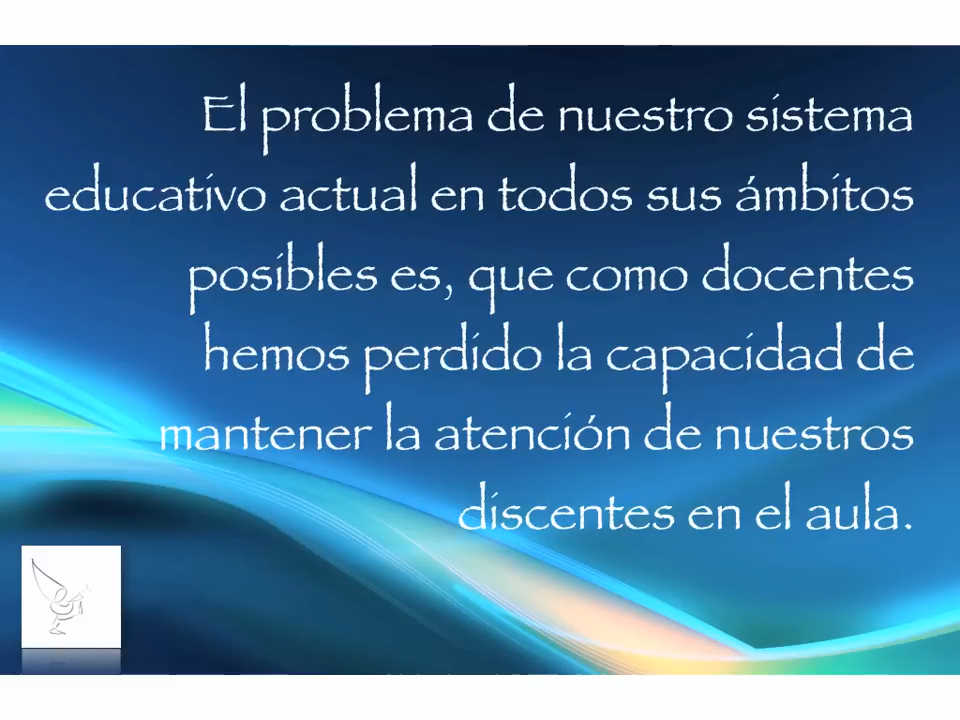 El problema de nuestro sistema
educativo actual en todos sus ámbitos
posibles es, que como docentes
hemos perdido la capacidad de
mantener la atención de nuestros
discentes en el aula.